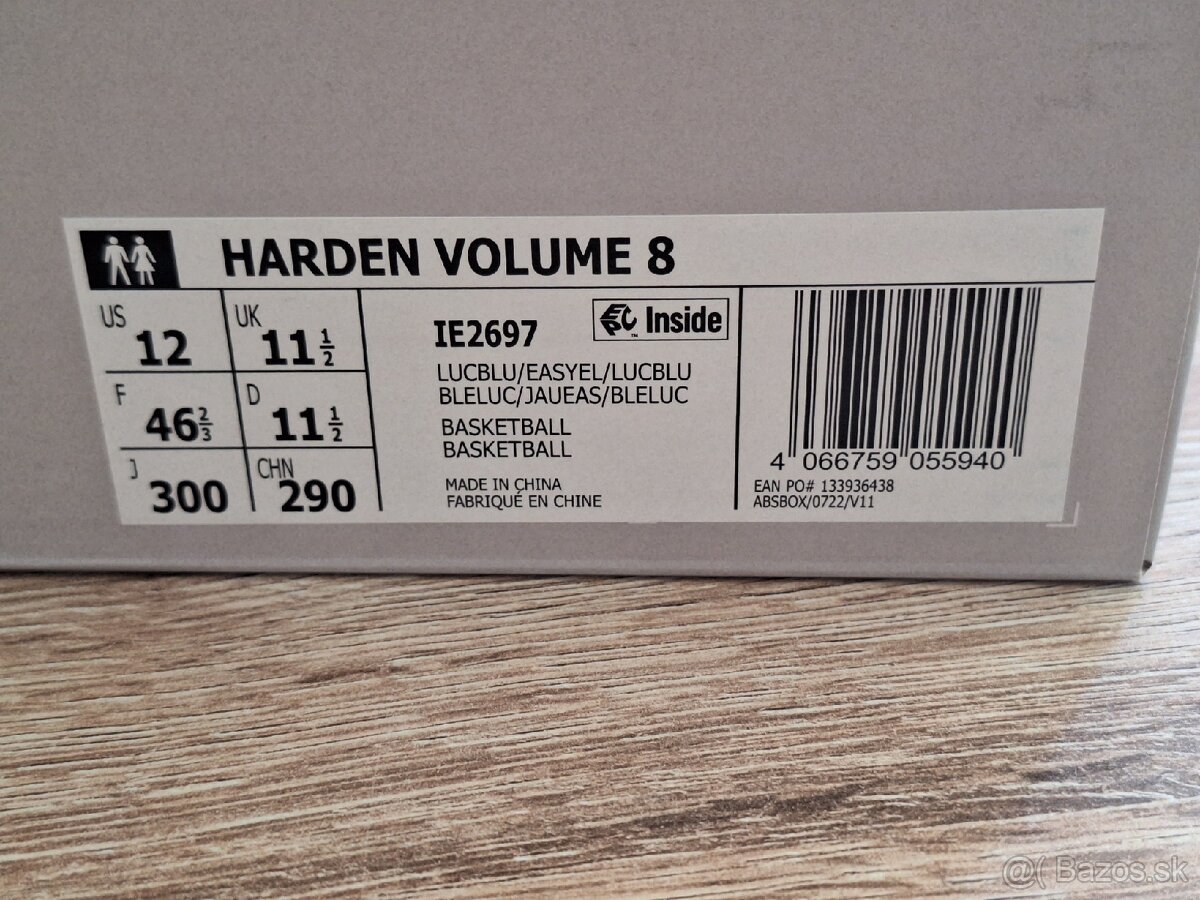 HARDEN VOLUME 8
US 12 UK 11 1/2
F 46 2/3 D 11 1/2
J 300 CHN 290
IE2697
Inside™
LUCBLU/EASYEL/LUCBLU
BLELUC/JAUEAS/BLELUC
BASKETBALL
BASKETBALL
MADE IN CHINA
FABRIQUÉ EN CHINE
4 066759 055940
EAN PO# 133936438
ABSBOX/0722/V11
@( Bazos.sk